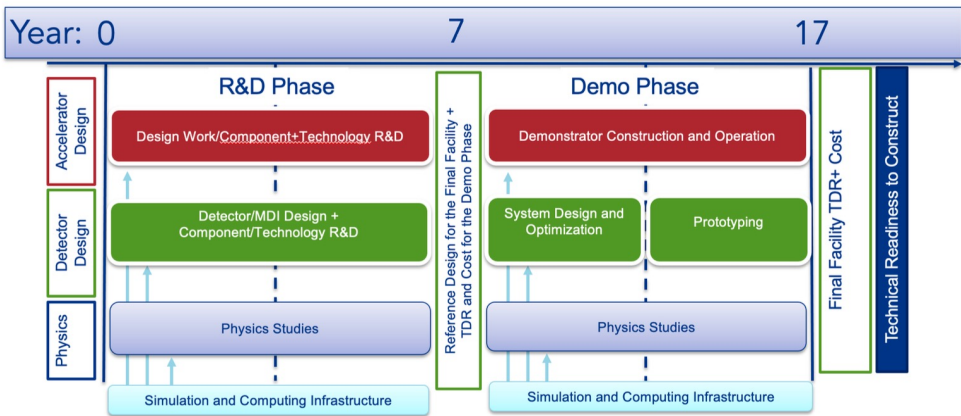 Year: 0 7 17
R&D Phase
Demo Phase
Accelerator
Design
Design Work/Component+Technology R&D
Demonstrator Construction and Operation
Detector
Design
Detector/MDI Design +
Component/Technology R&D
System Design and
Optimization
Prototyping
Physics
Physics Studies
Physics Studies
Simulation and Computing Infrastructure
Simulation and Computing Infrastructure
Reference Design for the Final Facility +
TDR and Cost for the Demo Phase
Final Facility TDR+ Cost
Technical Readiness to Construct